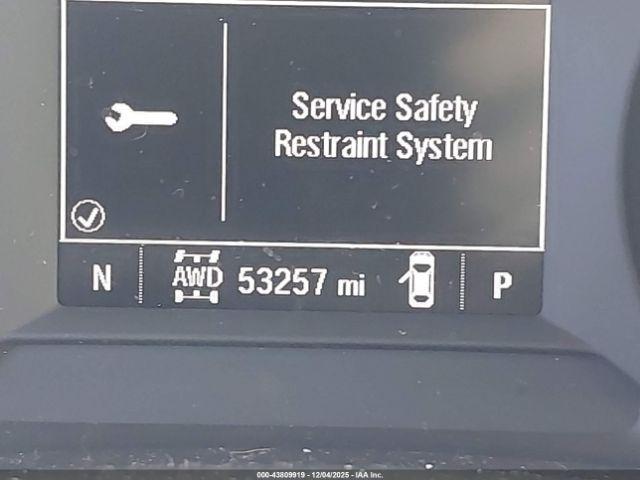 Service Safety
Restraint System
N AWD 53257 mi P
000-43809919 - 12/04/2025 - IAA Inc.